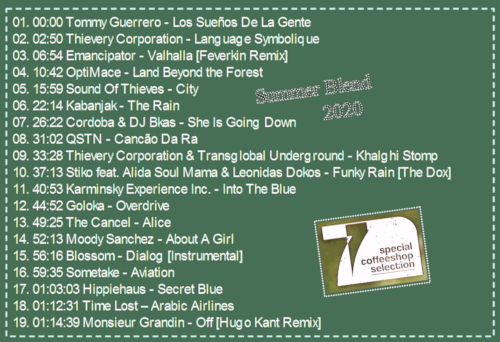 01. 00:00 Tommy Guerrero - Los Sueños De La Gente
02. 02:50 Thievery Corporation - Language Symbolique
03. 06:54 Emancipator - Valhalla [Feverkin Remix]
04. 10:42 OptiMace - Land Beyond the Forest
05. 15:59 Sound Of Thieves - City
06. 22:14 Kabanjak - The Rain
07. 26:22 Cordoba & DJ Bkas - She Is Going Down
08. 31:02 QSTN - Cancão Da Ra
09. 33:28 Thievery Corporation & Transglobal Underground - Khalghi Stomp
10. 37:13 Stiko feat. Alida Soul Mama & Leonidas Dokos - Funky Rain [The Dox]
11. 40:53 Karminsky Experience Inc. - Into The Blue
12. 44:52 Goloka - Overdrive
13. 49:25 The Cancel - Alice
14. 52:13 Moody Sanchez - About A Girl
15. 56:16 Blossom - Dialog [Instrumental]
16. 59:35 Sometake - Aviation
17. 01:03:03 Hippiehaus - Secret Blue
18. 01:12:31 Time Lost – Arabic Airlines
19. 01:14:39 Monsieur Grandin - Off [Hugo Kant Remix]
Summer Blend
2020
7
special
coffeeshop
selection